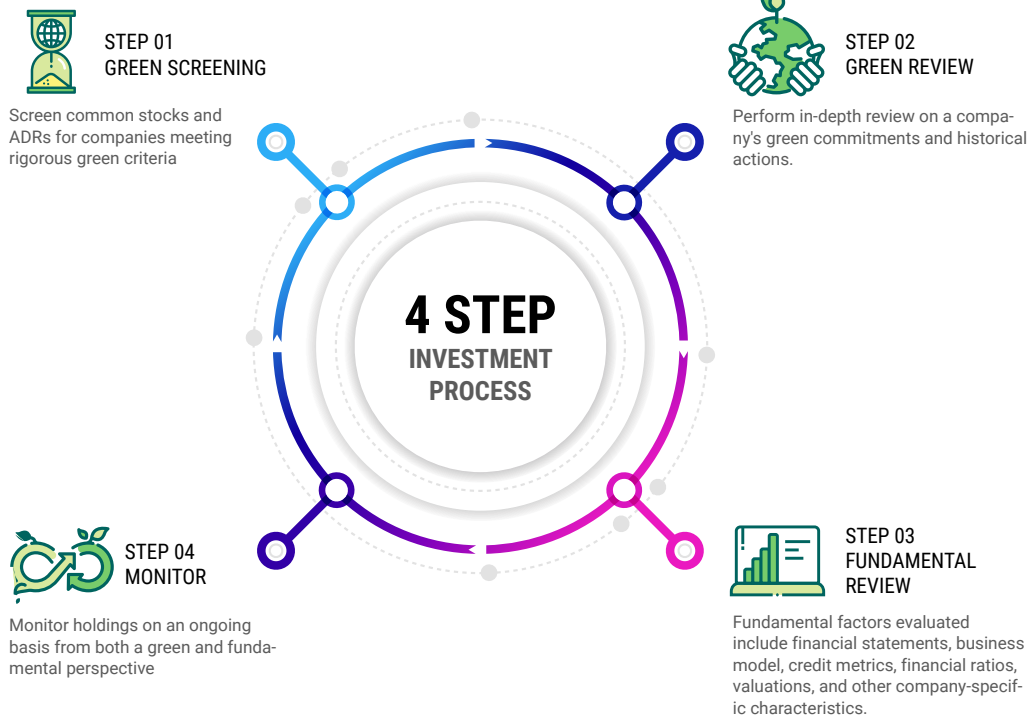 STEP 01
GREEN SCREENING
Screen common stocks and
ADRs for companies meeting
rigorous green criteria
STEP 02
GREEN REVIEW
Perform in-depth review on a compa-
ny's green commitments and historical
actions.
4 STEP
INVESTMENT
PROCESS
STEP 03
FUNDAMENTAL
REVIEW
Fundamental factors evaluated
include financial statements, business
model, credit metrics, financial ratios,
valuations, and other company-specif-
ic characteristics.
STEP 04
MONITOR
Monitor holdings on an ongoing
basis from both a green and funda-
mental perspective